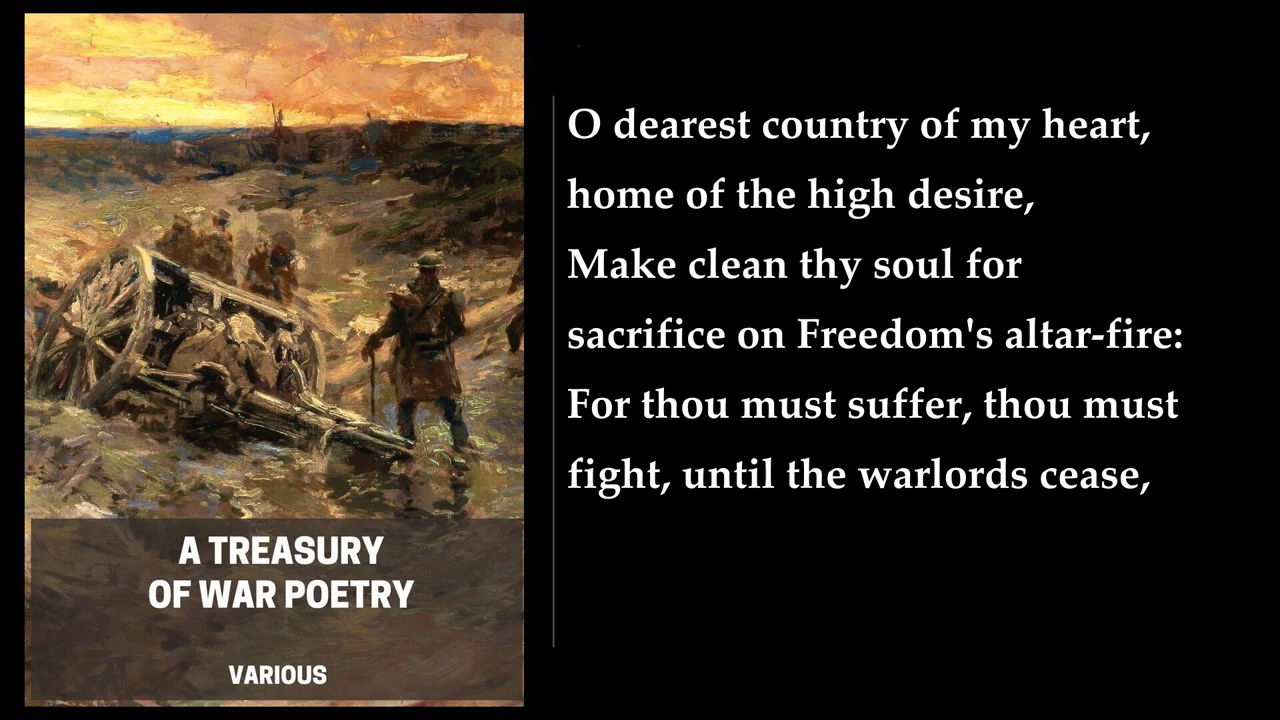 A TREASURY
OF WAR POETRY
VARIOUS
O dearest country of my heart,
home of the high desire,
Make clean thy soul for
sacrifice on Freedom's altar-fire:
For thou must suffer, thou must
fight, until the warlords cease,